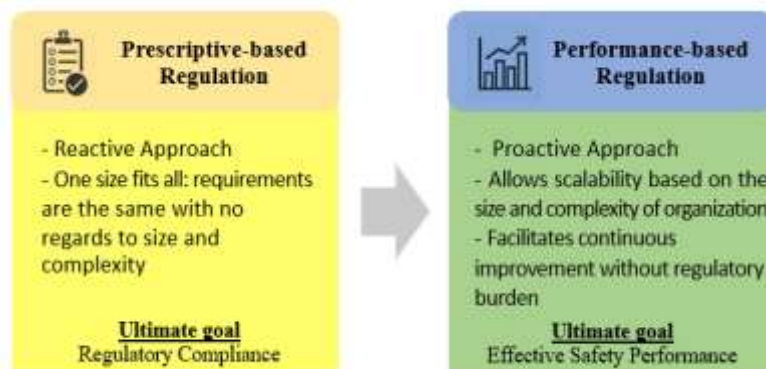 Prescriptive-based
Regulation
- Reactive Approach
- One size fits all: requirements
are the same with no
regards to size and
complexity
Ultimate goal
Regulatory Compliance
Performance-based
Regulation
- Proactive Approach
- Allows scalability based on the
size and complexity of organization
- Facilitates continuous
improvement without regulatory
burden
Ultimate goal
Effective Safety Performance